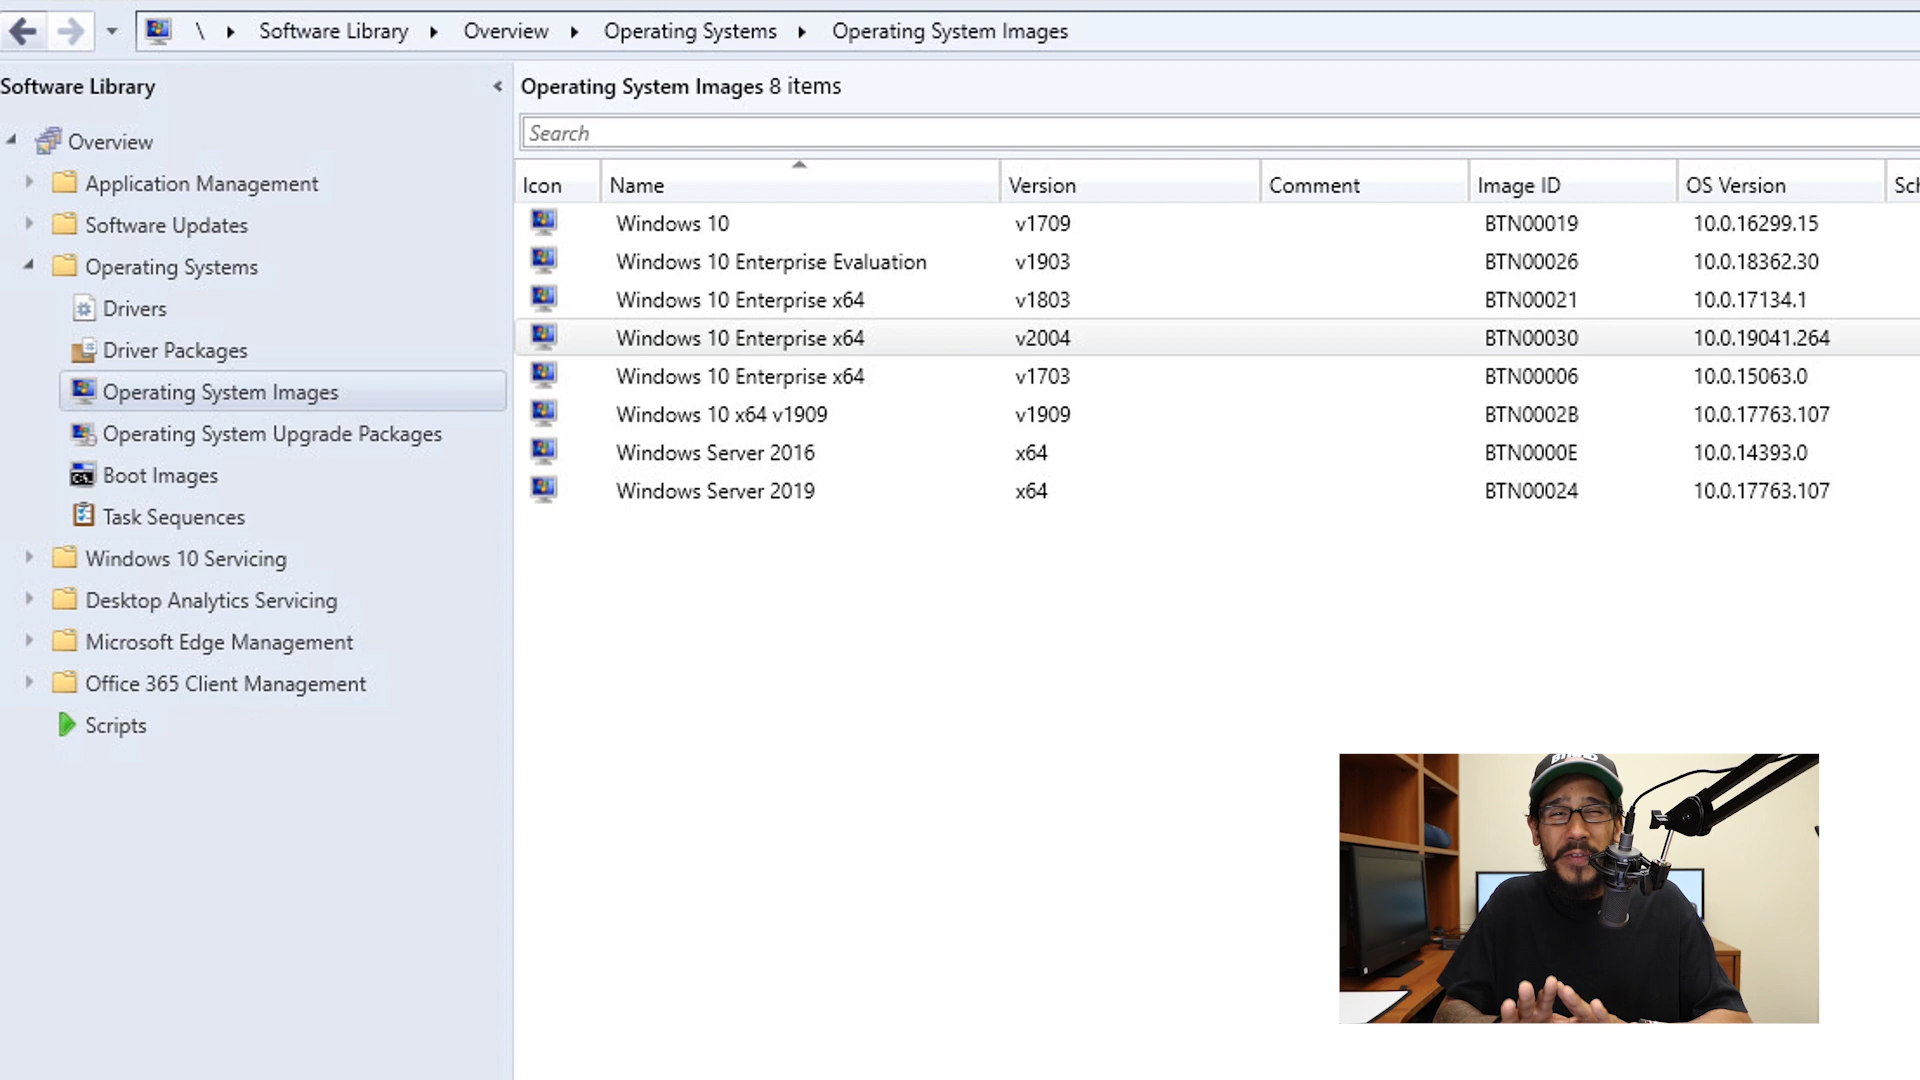 \ Software Library Overview Operating Systems Operating System Images
Software Library
Overview
Application Management
Software Updates
Operating Systems
Drivers
Driver Packages
Operating System Images
Operating System Upgrade Packages
Boot Images
Task Sequences
Windows 10 Servicing
Desktop Analytics Servicing
Microsoft Edge Management
Office 365 Client Management
Scripts
Operating System Images 8 items
Search
Icon Name Version Comment Image ID OS Version
Windows 10 v1709 BTN00019 10.0.16299.15
Windows 10 Enterprise Evaluation v1903 BTN00026 10.0.18362.30
Windows 10 Enterprise x64 v1803 BTN00021 10.0.17134.1
Windows 10 Enterprise x64 v2004 BTN00030 10.0.19041.264
Windows 10 Enterprise x64 v1703 BTN00006 10.0.15063.0
Windows 10 x64 v1909 v1909 BTN0002B 10.0.17763.107
Windows Server 2016 x64 BTN0000E 10.0.14393.0
Windows Server 2019 x64 BTN00024 10.0.17763.107